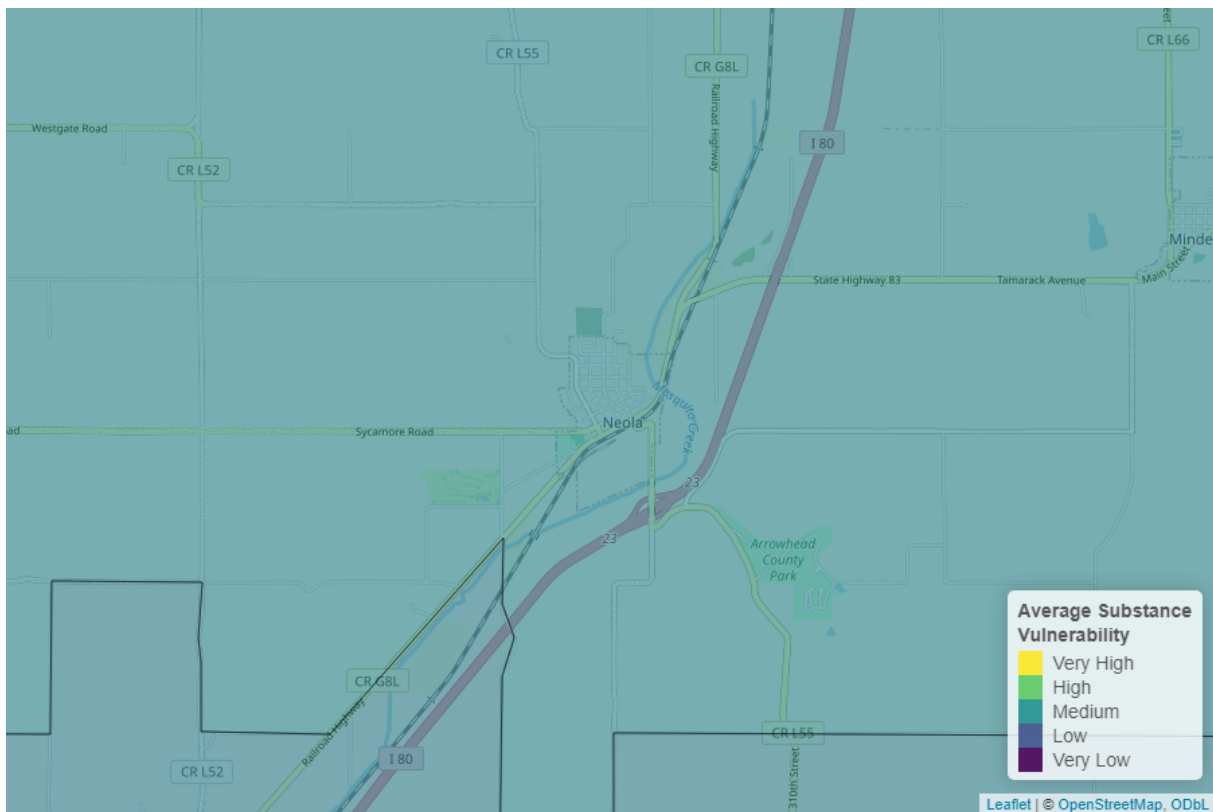 CR L55
CR G8L
CR L66
Westgate Road
Railroad Highway
I 80
CR L52
Minde
Main Street
State Highway 83
Tamarack Avenue
Mosquito Creek
Neola
ad
Sycamore Road
23
23
Arrowhead
County
Park
CR G8L
Railroad Highway
I 80
CR L52
CR L55
310th Street
Average Substance
Vulnerability
Very High
High
Medium
Low
Very Low
Leaflet | © OpenStreetMap, ODbL